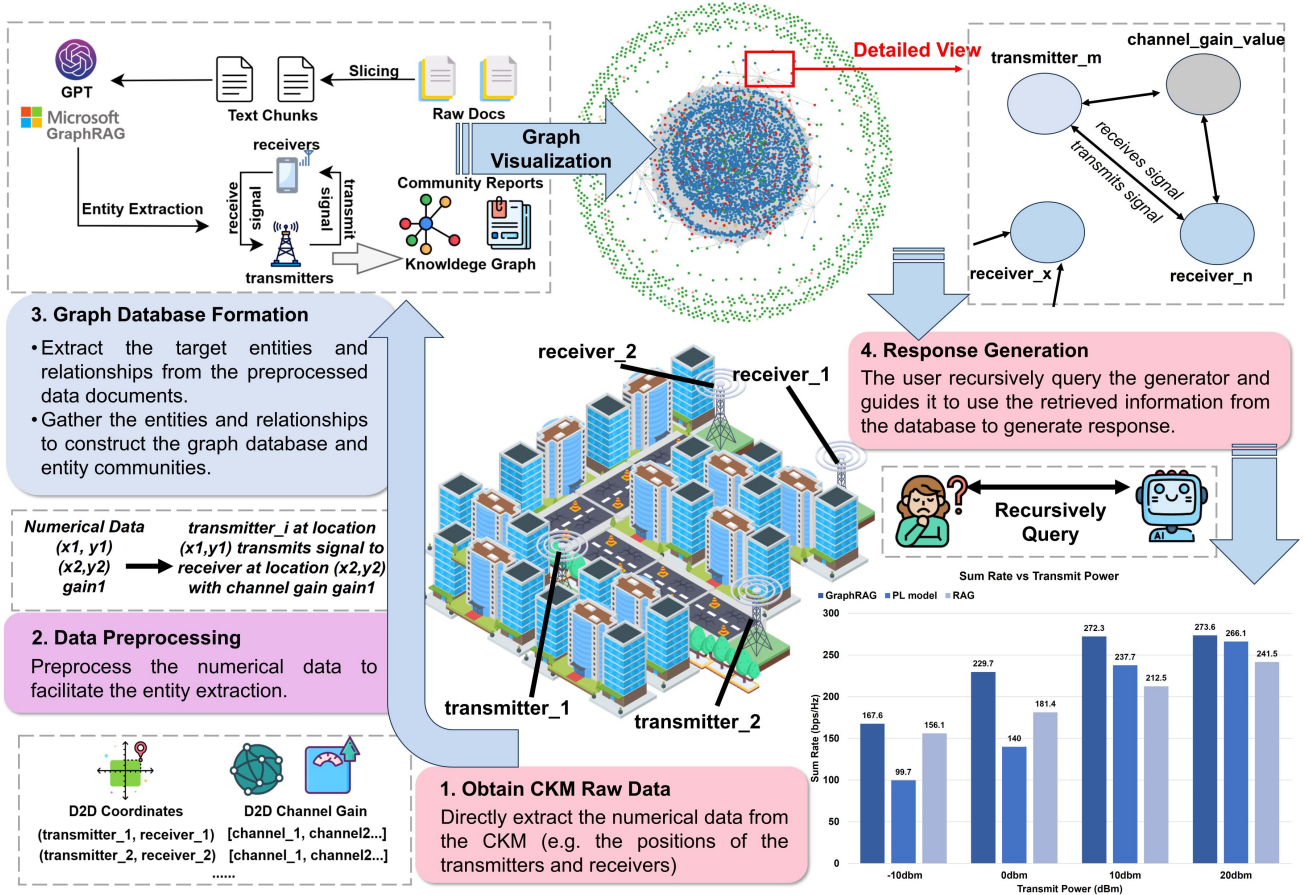 GPT
Microsoft
GraphRAG
Text Chunks
Slicing
Raw Docs
receivers
Entity Extraction
receive
signal
transmit
signal
transmitters
Community Reports
Knowldege Graph
Graph
Visualization
Detailed View
transmitter_m
channel_gain_value
receives signal
transmits signal
receiver_x
receiver_n
3. Graph Database Formation
•Extract the target entities and
relationships from the preprocessed
data documents.
•Gather the entities and relationships
to construct the graph database and
entity communities.
Numerical Data
(x1, y1)
(x2,y2)
gain1
transmitter_i at location
(x1,y1) transmits signal to
receiver at location (x2,y2)
with channel gain gain1
2. Data Preprocessing
Preprocess the numerical data to
facilitate the entity extraction.
D2D Coordinates
(transmitter_1, receiver_1)
(transmitter_2, receiver_2)
D2D Channel Gain
[channel_1, channel2...]
[channel_1, channel2...]
......
receiver_2
receiver_1
transmitter_1
transmitter_2
1. Obtain CKM Raw Data
Directly extract the numerical data from
the CKM (e.g. the positions of the
transmitters and receivers)
4. Response Generation
The user recursively query the generator and
guides it to use the retrieved information from
the database to generate response.
?
Recursively
Query
AI
Sum Rate vs Transmit Power
GraphRAG PL model RAG
Sum Rate (bps/Hz)
300
250
200
150
100
50
0
167.6
99.7
156.1
229.7
140
181.4
272.3
237.7
212.5
273.6
266.1
241.5
-10dbm 0dbm 10dbm 20dbm
Transmit Power (dBm)